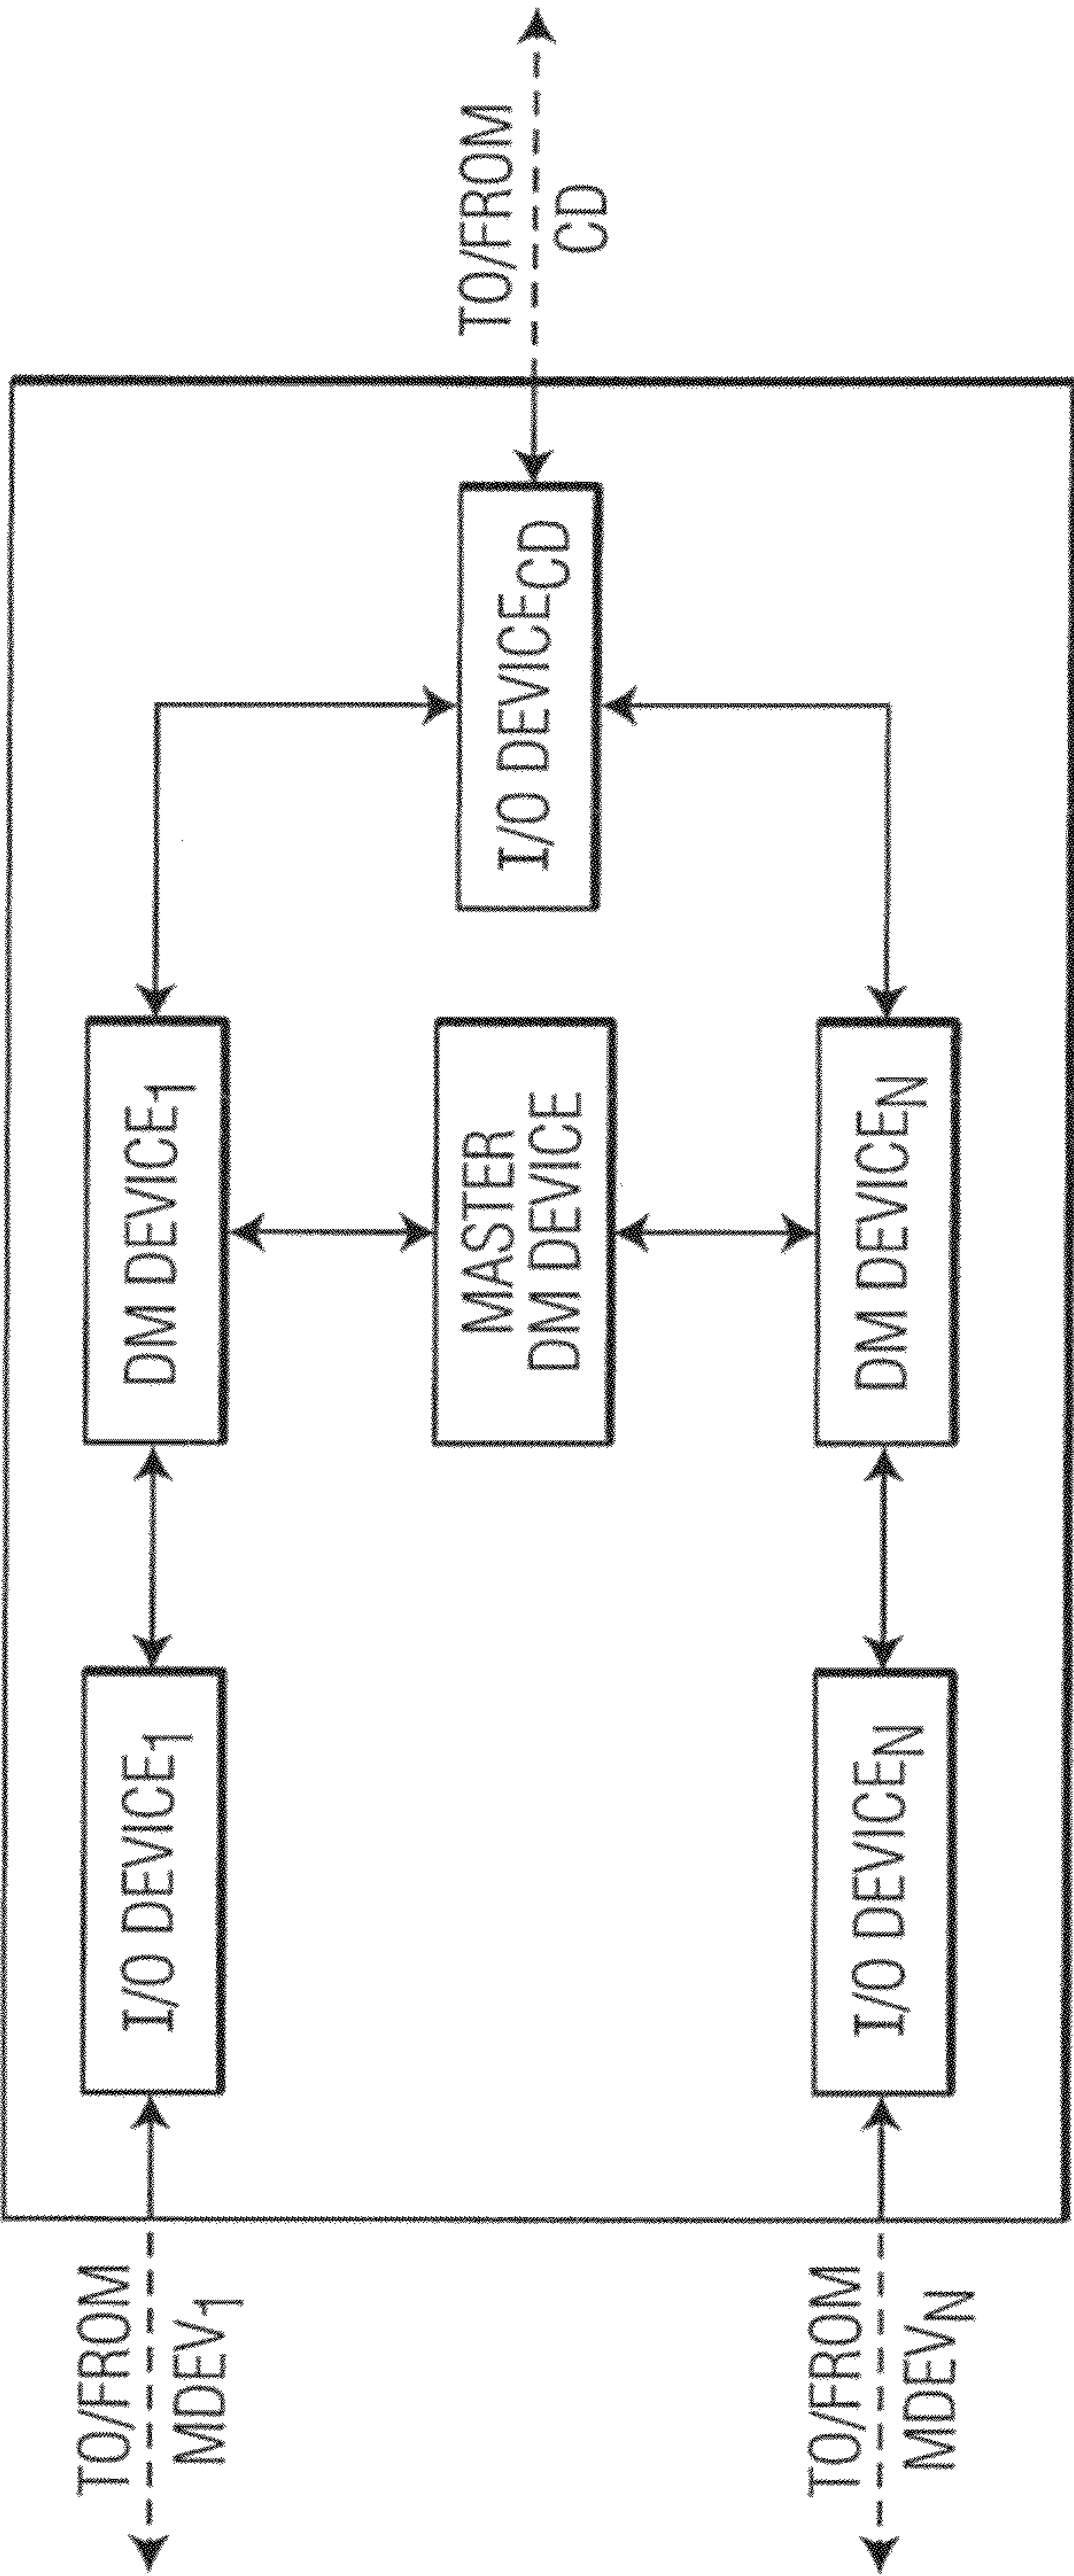 TO/FROM
MDEV1
I/O DEVICE1
DM DEVICE1
MASTER
DM DEVICE
I/O DEVICECD
TO/FROM
CD
TO/FROM
MDEVN
I/O DEVICEN
DM DEVICEN